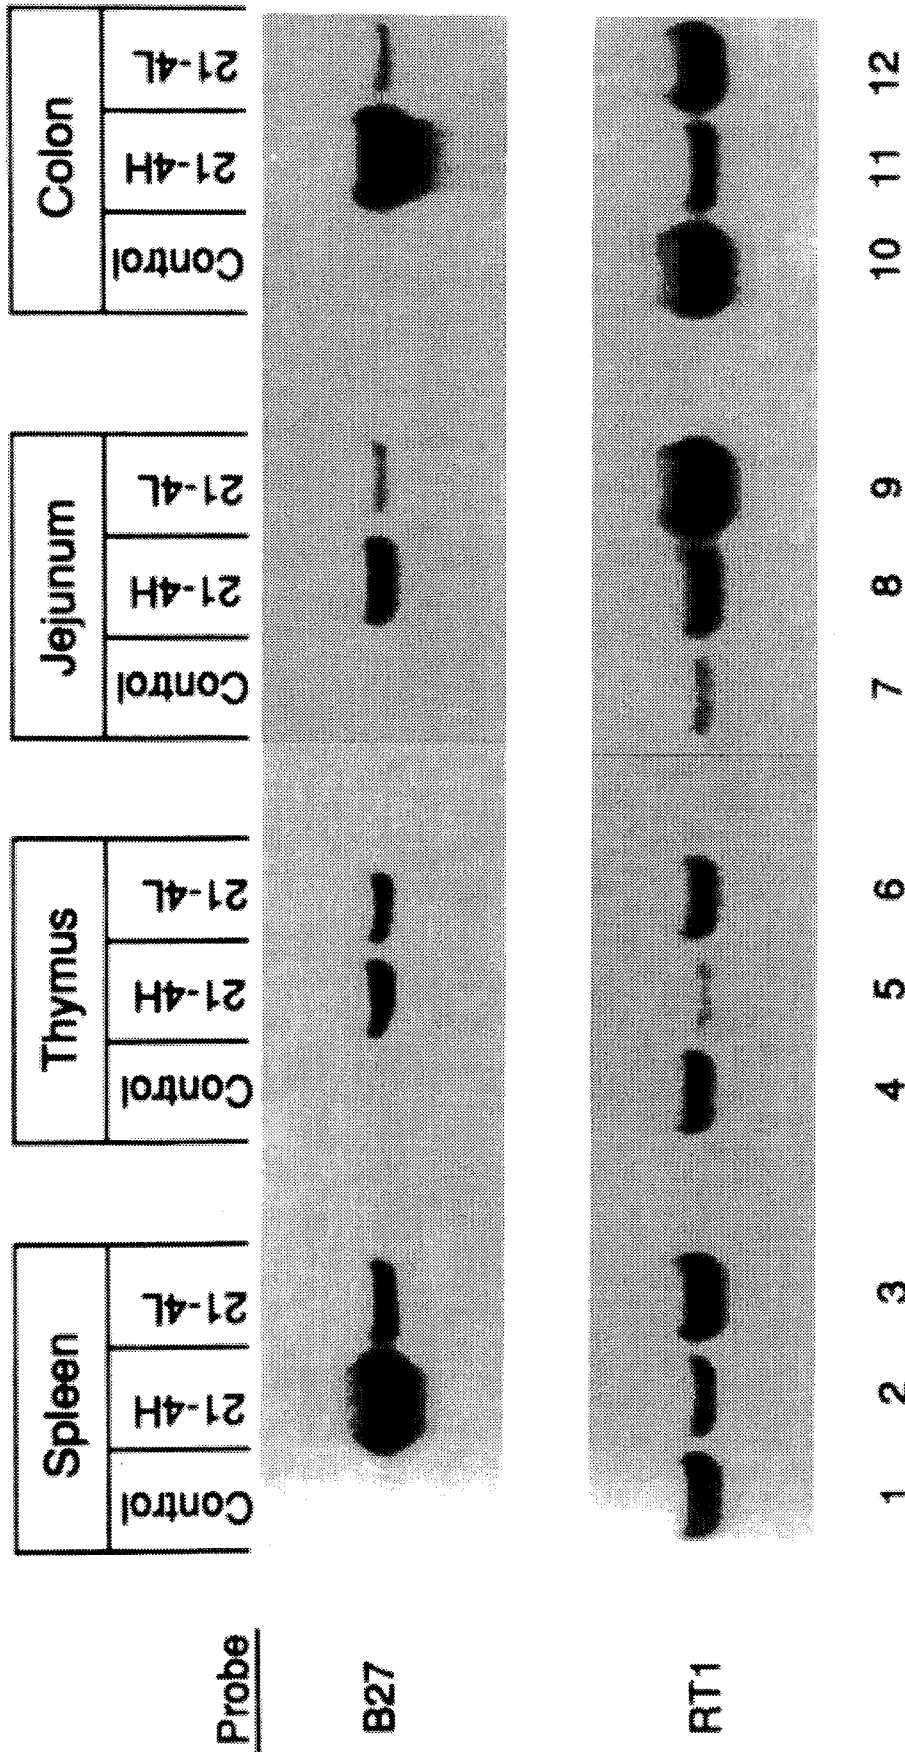 Spleen Thymus Jejunum Colon
Control 21-4H 21-4L Control 21-4H 21-4L Control 21-4H 21-4L Control 21-4H 21-4L
Probe
B27
RT1
1 2 3 4 5 6 7 8 9 10 11 12